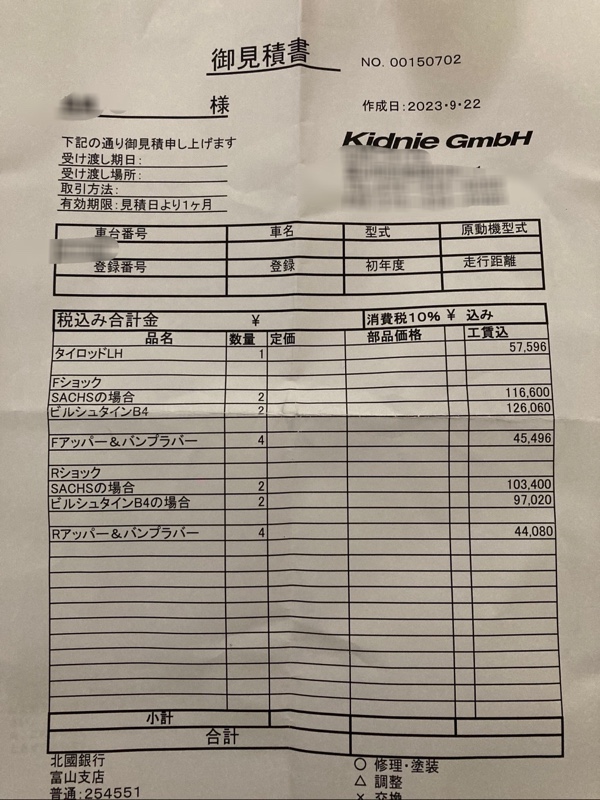 御見積書
NO. 00150702
様
作成日:2023・9・22
下記の通り御見積申し上げます
Kidnie GmbH
受け渡し期日:
受け渡し場所:
取引方法:
有効期限:見積日より1ヶ月
車台番号 車名 型式 原動機型式
登録番号 登録 初年度 走行距離
税込み合計金 ¥ 消費税10% ¥ 込み
品名 数量 定価 部品価格 工賃込
タイロッドLH 1 57,596
Fショック
SACHSの場合 2 116,600
ビルシュタインB4 2 126,060
Fアッパー&バンプラバー 4 45,496
Rショック
SACHSの場合 2 103,400
ビルシュタインB4の場合 2 97,020
Rアッパー&バンプラバー 4 44,080
小計
合計
北國銀行
富山支店
普通:254551
○ 修理・塗装
△ 調整
× 交換